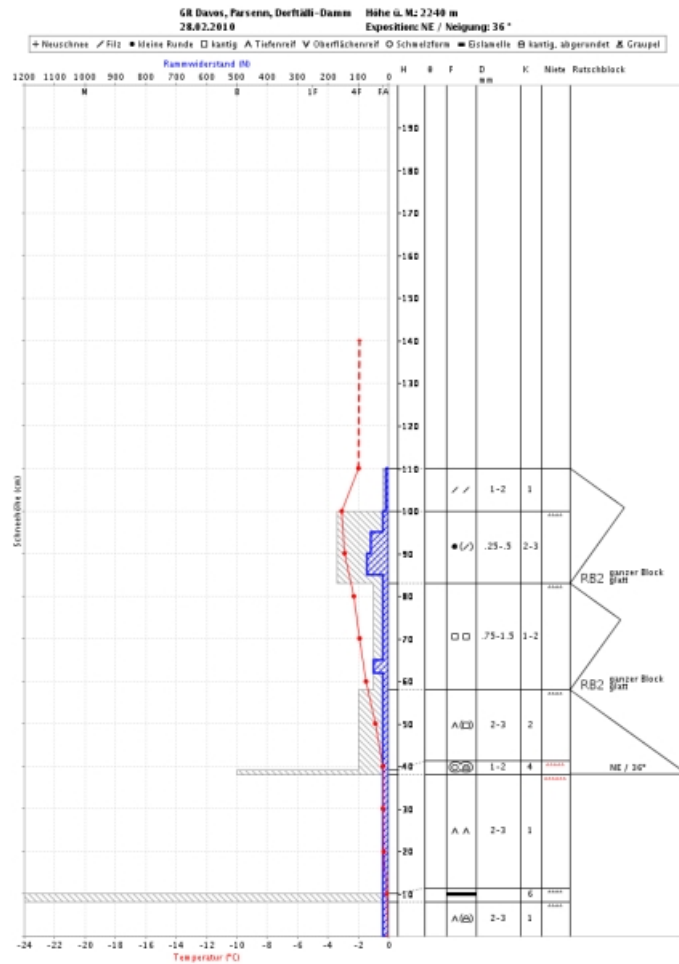 GR Davos, Parsenn, Dorftälli-Damm Höhe ü. M.: 2240 m
28.02.2010 Exposition: NE / Neigung: 36 °
+ Neuschnee / Filz ● kleine Runde □ kantig ∧ Tiefenreif V Oberflächenreif O Schmelzform ▬ Eislamelle kantig, abgerundet Graupel
Rammwiderstand (N)
1200 1100 1000 900 800 700 600 500 400 300 200 100 0 H θ F D K Niete Rutschblock
mm
M B 1F 4F FA
190
180
170
160
150
140
130
120
110
/ / 1-2 1
100
●(/) .25-.5 2-3
90
RB2 ganzer Block
glatt
80
70
□ □ .75-1.5 1-2
60
RB2 ganzer Block
glatt
50
∧(□) 2-3 2
40
1-2 4 NE / 36°
30
∧ ∧ 2-3 1
20
10
6
2-3 1
Schneehöhe (cm)
-24 -22 -20 -18 -16 -14 -12 -10 -8 -6 -4 -2 0
Temperatur (°C)